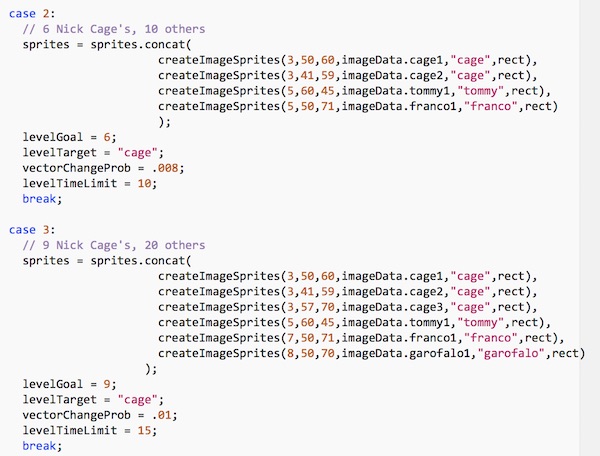 case 2:
// 6 Nick Cage's, 10 others
sprites = sprites.concat(
createImageSprites(3,50,60,imageData.cage1,"cage",rect),
createImageSprites(3,41,59,imageData.cage2,"cage",rect),
createImageSprites(5,60,45,imageData.tommy1,"tommy",rect),
createImageSprites(5,50,71,imageData.franco1,"franco",rect)
);
levelGoal = 6;
levelTarget = "cage";
vectorChangeProb = .008;
levelTimeLimit = 10;
break;
case 3:
// 9 Nick Cage's, 20 others
sprites = sprites.concat(
createImageSprites(3,50,60,imageData.cage1,"cage",rect),
createImageSprites(3,41,59,imageData.cage2,"cage",rect),
createImageSprites(3,57,70,imageData.cage3,"cage",rect),
createImageSprites(5,60,45,imageData.tommy1,"tommy",rect),
createImageSprites(7,50,71,imageData.franco1,"franco",rect),
createImageSprites(8,50,70,imageData.garofalo1,"garofalo",rect)
);
levelGoal = 9;
levelTarget = "cage";
vectorChangeProb = .01;
levelTimeLimit = 15;
break;